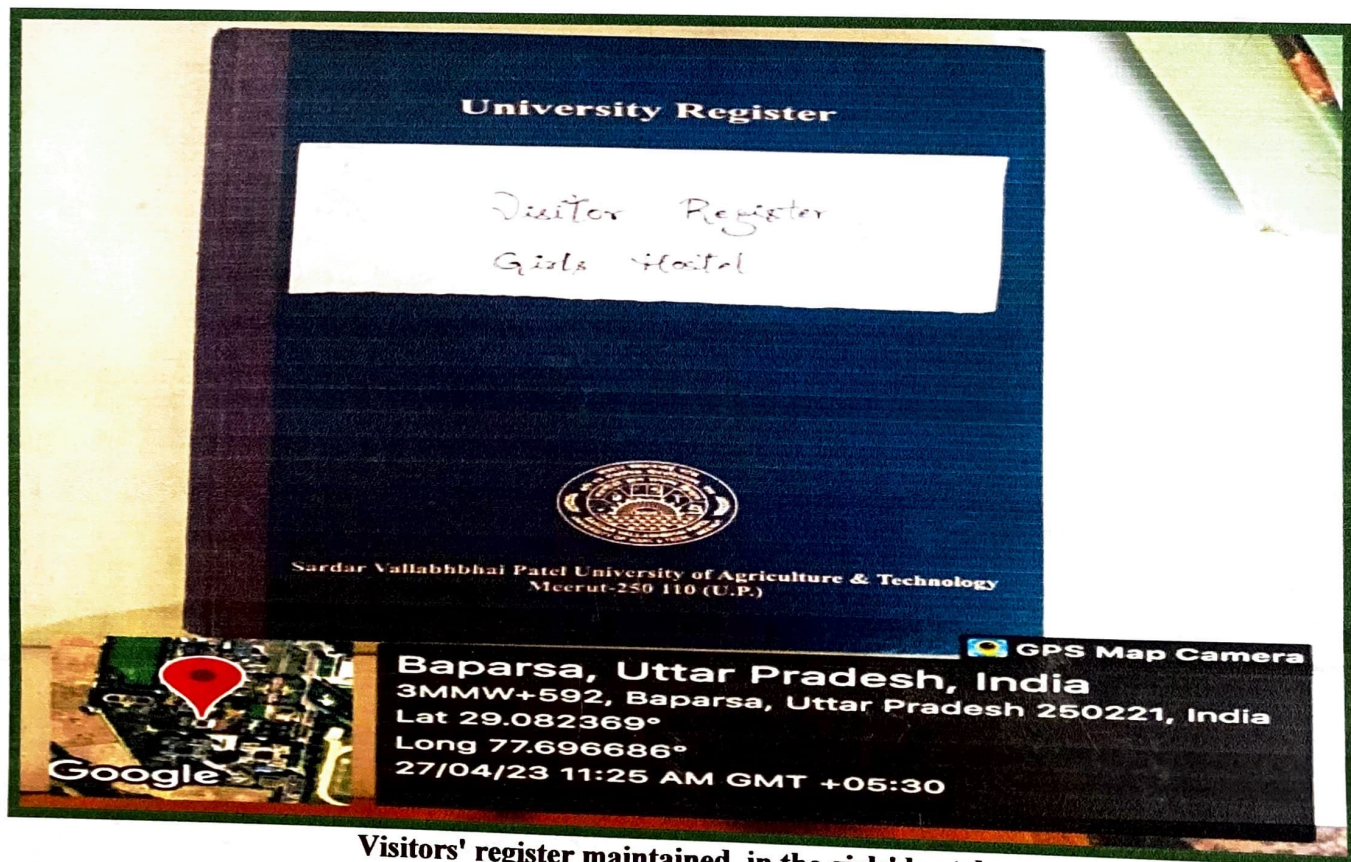 University Register
Visitor Register
Girls Hostel
Sardar Vallabhbhai Patel University of Agriculture & Technology
Meerut-250 110 (U.P.)
GPS Map Camera
Baparsa, Uttar Pradesh, India
3MMW+592, Baparsa, Uttar Pradesh 250221, India
Lat 29.082369°
Long 77.696686°
27/04/23 11:25 AM GMT +05:30
Google
Visitors' register maintained in the girls' hostel